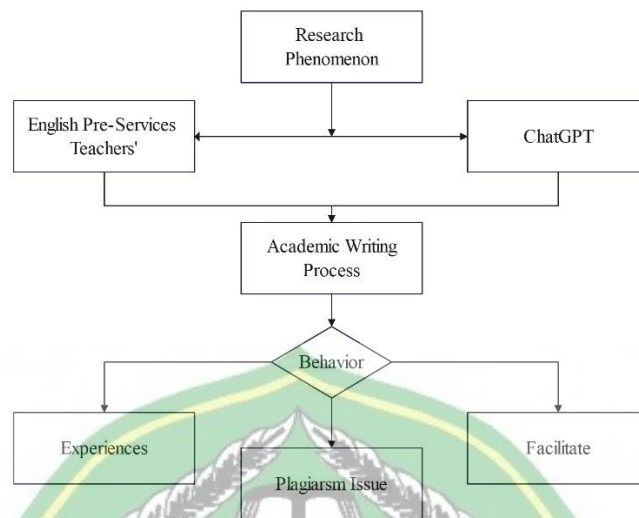 Research
Phenomenon
English Pre-Services
Teachers'
ChatGPT
Academic Writing
Process
Behavior
Experiences
Facilitate
Plagiarsm Issue